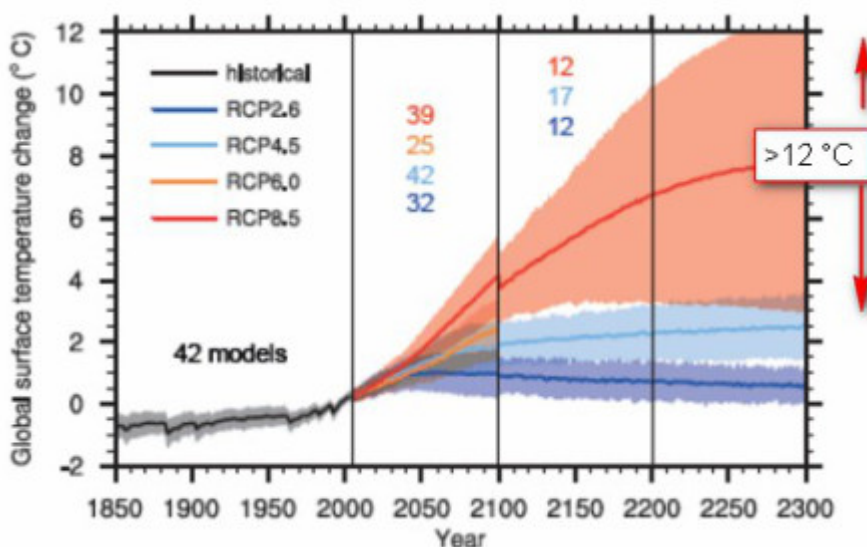 Global surface temperature change (° C)
12
10
8
6
4
2
0
-2
historical
RCP2.6
RCP4.5
RCP6.0
RCP8.5
42 models
39
25
42
32
12
17
12
>12 °C
1850 1900 1950 2000 2050 2100 2150 2200 2250 2300
Year